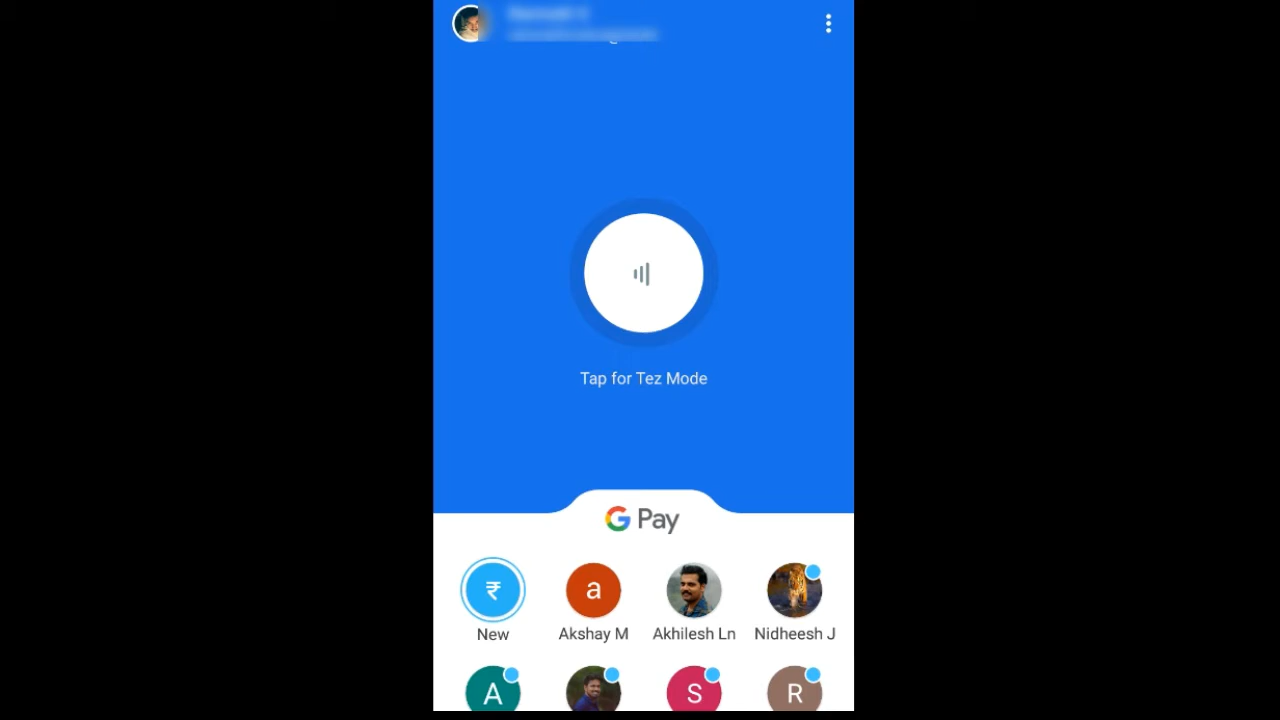 Tap for Tez Mode
G Pay
₹
a
New
Akshay M
Akhilesh Ln
Nidheesh J
A
S
R